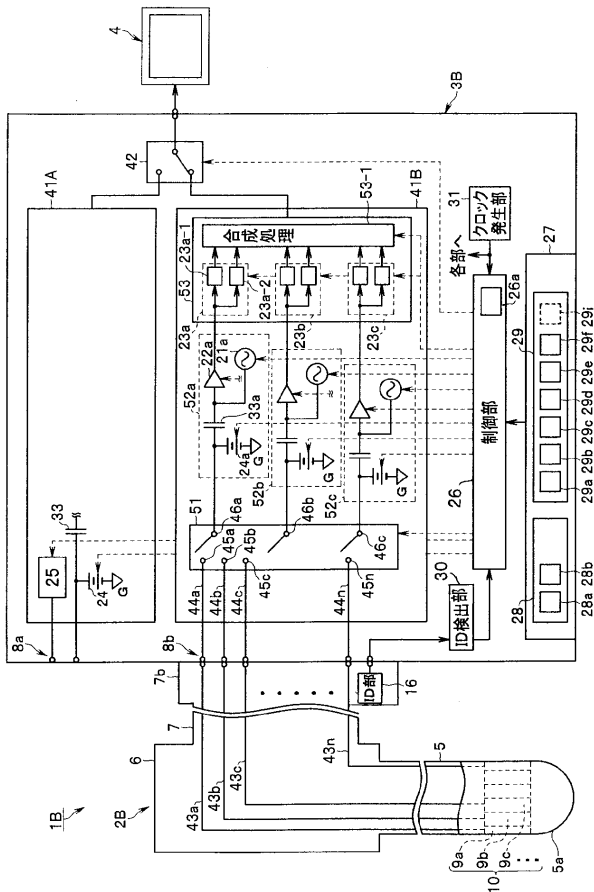 1B
2B
6
7
7b
8a
8b
25
33
24
G
41A
42
4
3B
41B
51
44a
44b
44c
44n
45a
45b
45c
45n
46a
46b
46c
52a
52b
52c
22a
21a
33a
24a
G
G
G
53
23a
23a-1
23a-2
23b
23c
53-1
合成処理
各部へ
31
クロック
発生部
26
制御部
26a
30
ID検出部
ID部
16
27
28
28a
28b
29
29a
29b
29c
29d
29e
29f
29i
43a
43b
43c
43n
5
5a
9a
9b
9c
10